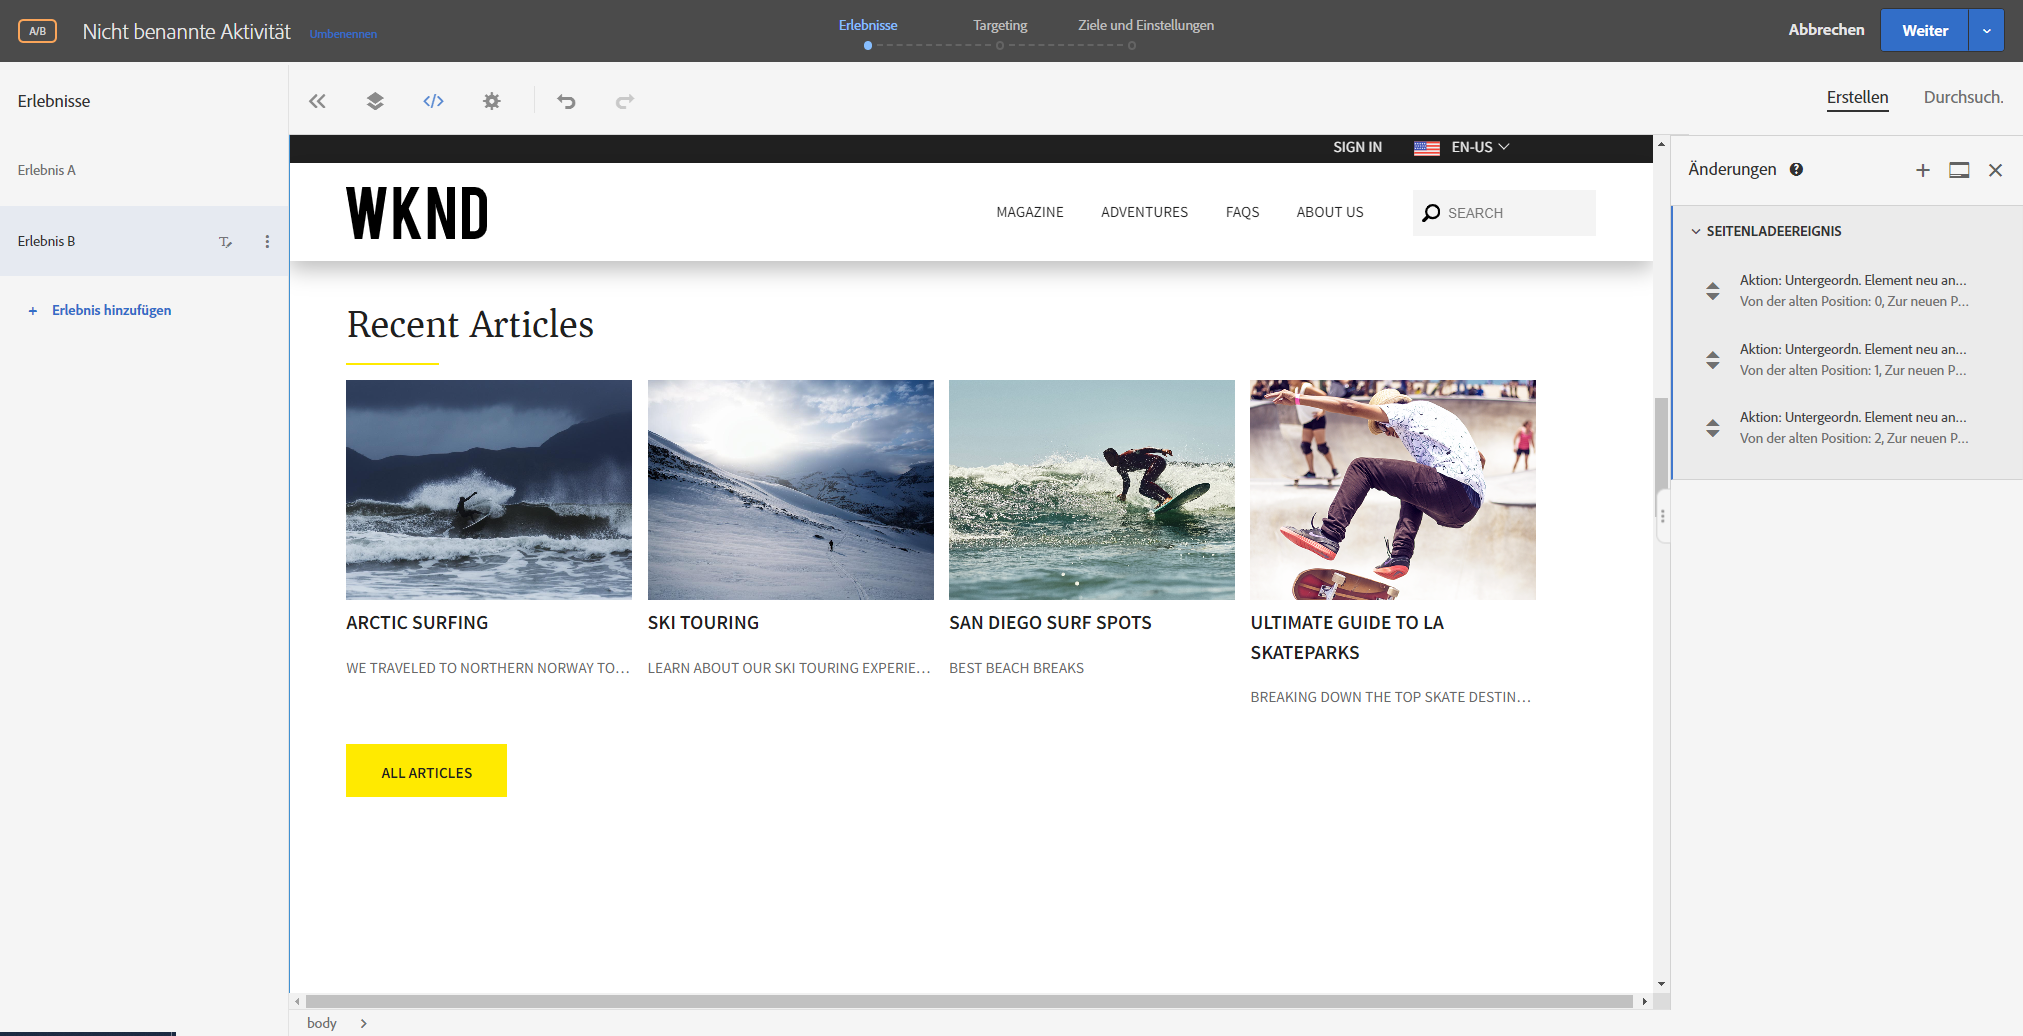 A/B
Nicht benannte Aktivität
Umbenennen
Erlebnisse
Targeting
Ziele und Einstellungen
Abbrechen
Weiter
Erlebnisse
Erlebnis A
Erlebnis B
+ Erlebnis hinzufügen
Erstellen
Durchsuch.
SIGN IN
EN-US
WKND
MAGAZINE
ADVENTURES
FAQS
ABOUT US
SEARCH
Recent Articles
ARCTIC SURFING
WE TRAVELED TO NORTHERN NORWAY TO...
SKI TOURING
LEARN ABOUT OUR SKI TOURING EXPERIE...
SAN DIEGO SURF SPOTS
BEST BEACH BREAKS
ULTIMATE GUIDE TO LA
SKATEPARKS
BREAKING DOWN THE TOP SKATE DESTIN...
ALL ARTICLES
body
Änderungen
SEITENLADEEREIGNIS
Aktion: Untergeordn. Element neu an...
Von der alten Position: 0, Zur neuen P...
Aktion: Untergeordn. Element neu an...
Von der alten Position: 1, Zur neuen P...
Aktion: Untergeordn. Element neu an...
Von der alten Position: 2, Zur neuen P...